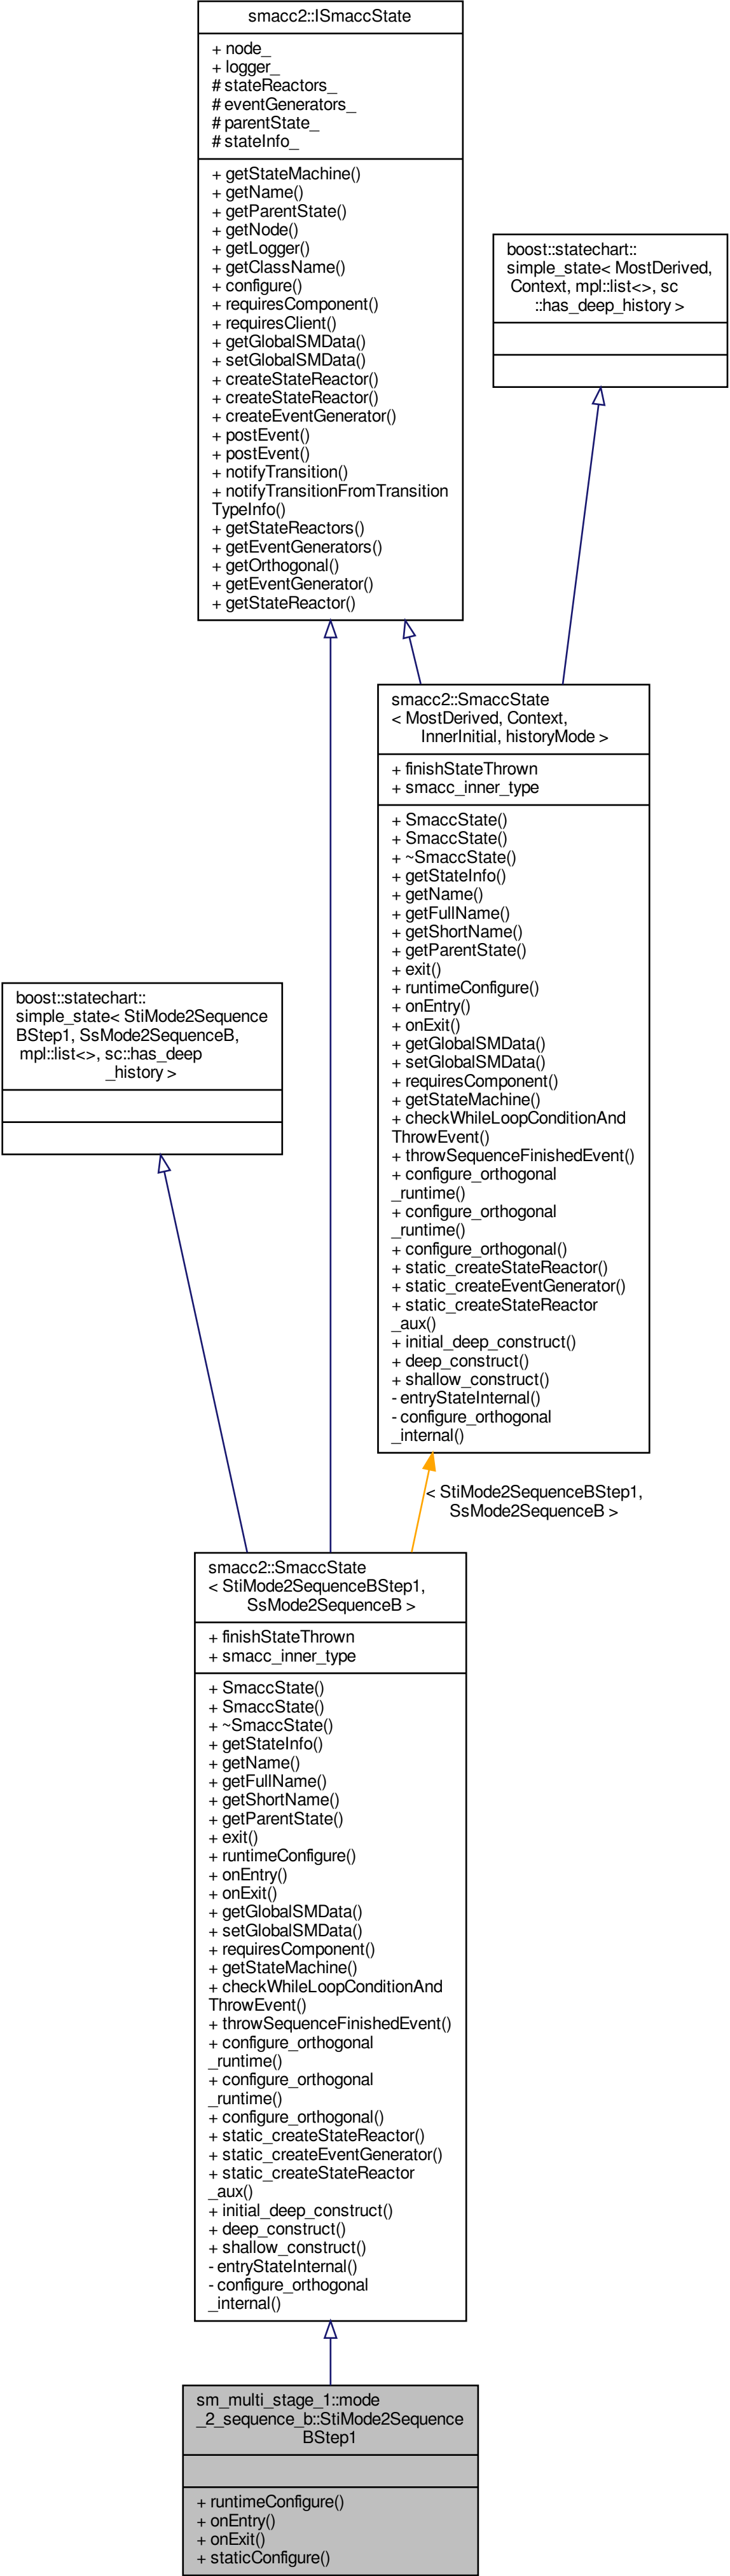 smacc2::ISmaccState
+ node_
+ logger_
# stateReactors_
# eventGenerators_
# parentState_
# stateInfo_
+ getStateMachine()
+ getName()
+ getParentState()
+ getNode()
+ getLogger()
+ getClassName()
+ configure()
+ requiresComponent()
+ requiresClient()
+ getGlobalSMData()
+ setGlobalSMData()
+ createStateReactor()
+ createStateReactor()
+ createEventGenerator()
+ postEvent()
+ postEvent()
+ notifyTransition()
+ notifyTransitionFromTransition
TypeInfo()
+ getStateReactors()
+ getEventGenerators()
+ getOrthogonal()
+ getEventGenerator()
+ getStateReactor()
boost::statechart::
simple_state< MostDerived,
Context, mpl::list<>, sc
::has_deep_history >
smacc2::SmaccState
< MostDerived, Context,
InnerInitial, historyMode >
+ finishStateThrown
+ smacc_inner_type
+ SmaccState()
+ SmaccState()
+ ~SmaccState()
+ getStateInfo()
+ getName()
+ getFullName()
+ getShortName()
+ getParentState()
+ exit()
+ runtimeConfigure()
+ onEntry()
+ onExit()
+ getGlobalSMData()
+ setGlobalSMData()
+ requiresComponent()
+ getStateMachine()
+ checkWhileLoopConditionAnd
ThrowEvent()
+ throwSequenceFinishedEvent()
+ configure_orthogonal
_runtime()
+ configure_orthogonal
_runtime()
+ configure_orthogonal()
+ static_createStateReactor()
+ static_createEventGenerator()
+ static_createStateReactor
_aux()
+ initial_deep_construct()
+ deep_construct()
+ shallow_construct()
- entryStateInternal()
- configure_orthogonal
_internal()
boost::statechart::
simple_state< StiMode2Sequence
BStep1, SsMode2SequenceB,
mpl::list<>, sc::has_deep
_history >
< StiMode2SequenceBStep1,
SsMode2SequenceB >
smacc2::SmaccState
< StiMode2SequenceBStep1,
SsMode2SequenceB >
+ finishStateThrown
+ smacc_inner_type
+ SmaccState()
+ SmaccState()
+ ~SmaccState()
+ getStateInfo()
+ getName()
+ getFullName()
+ getShortName()
+ getParentState()
+ exit()
+ runtimeConfigure()
+ onEntry()
+ onExit()
+ getGlobalSMData()
+ setGlobalSMData()
+ requiresComponent()
+ getStateMachine()
+ checkWhileLoopConditionAnd
ThrowEvent()
+ throwSequenceFinishedEvent()
+ configure_orthogonal
_runtime()
+ configure_orthogonal
_runtime()
+ configure_orthogonal()
+ static_createStateReactor()
+ static_createEventGenerator()
+ static_createStateReactor
_aux()
+ initial_deep_construct()
+ deep_construct()
+ shallow_construct()
- entryStateInternal()
- configure_orthogonal
_internal()
sm_multi_stage_1::mode
_2_sequence_b::StiMode2Sequence
BStep1
+ runtimeConfigure()
+ onEntry()
+ onExit()
+ staticConfigure()